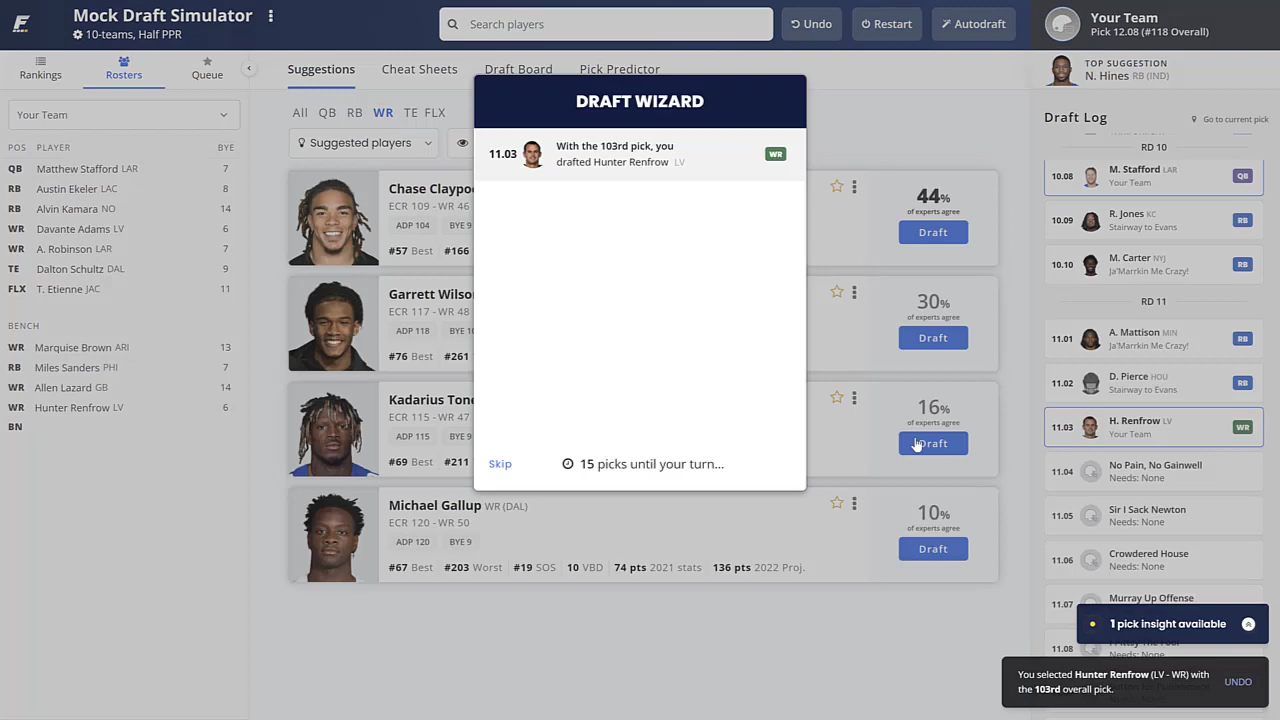 Mock Draft Simulator
10-teams, Half PPR
Search players
Undo
Restart
Autodraft
Your Team
Pick 12.08 (#118 Overall)
Rankings
Rosters
Queue
Suggestions
Cheat Sheets
Draft Board
Pick Predictor
TOP SUGGESTION
N. Hines RB (IND)
Your Team
All QB RB WR TE FLX
Suggested players
Draft Log
Go to current pick
POS PLAYER BYE
QB Matthew Stafford LAR 7
RB Austin Ekeler LAC 8
RB Alvin Kamara NO 14
WR Davante Adams LV 6
WR A. Robinson LAR 7
TE Dalton Schultz DAL 9
FLX T. Etienne JAC 11
BENCH
WR Marquise Brown ARI 13
RB Miles Sanders PHI 7
WR Allen Lazard GB 14
WR Hunter Renfrow LV 6
BN
Chase Claypo
ECR 109 - WR 46
ADP 104 BYE 9
#57 Best #166
44%
of experts agree
Draft
Garrett Wilso
ECR 117 - WR 48
ADP 118 BYE 10
#76 Best #261
30%
of experts agree
Draft
Kadarius Tone
ECR 115 - WR 47
ADP 115 BYE 9
#69 Best #211
16%
of experts agree
Draft
Michael Gallup WR (DAL)
ECR 120 - WR 50
ADP 120 BYE 9
#67 Best #203 Worst #19 SOS 10 VBD 74 pts 2021 stats 136 pts 2022 Proj.
10%
of experts agree
Draft
DRAFT WIZARD
11.03 With the 103rd pick, you
drafted Hunter Renfrow LV
WR
Skip
15 picks until your turn...
RD 10
10.08 M. Stafford LAR QB
Your Team
10.09 R. Jones KC RB
Stairway to Evans
10.10 M. Carter NYJ RB
Ja'Marrkin Me Crazy!
RD 11
11.01 A. Mattison MIN RB
Ja'Marrkin Me Crazy!
11.02 D. Pierce HOU RB
Stairway to Evans
11.03 H. Renfrow LV WR
Your Team
11.04 No Pain, No Gainwell
Needs: None
11.05 Sir I Sack Newton
Needs: None
11.06 Crowdered House
Needs: None
11.07 Murray Up Offense
1 pick insight available
11.08
Needs: None
You selected Hunter Renfrow (LV - WR) with
the 103rd overall pick.
UNDO